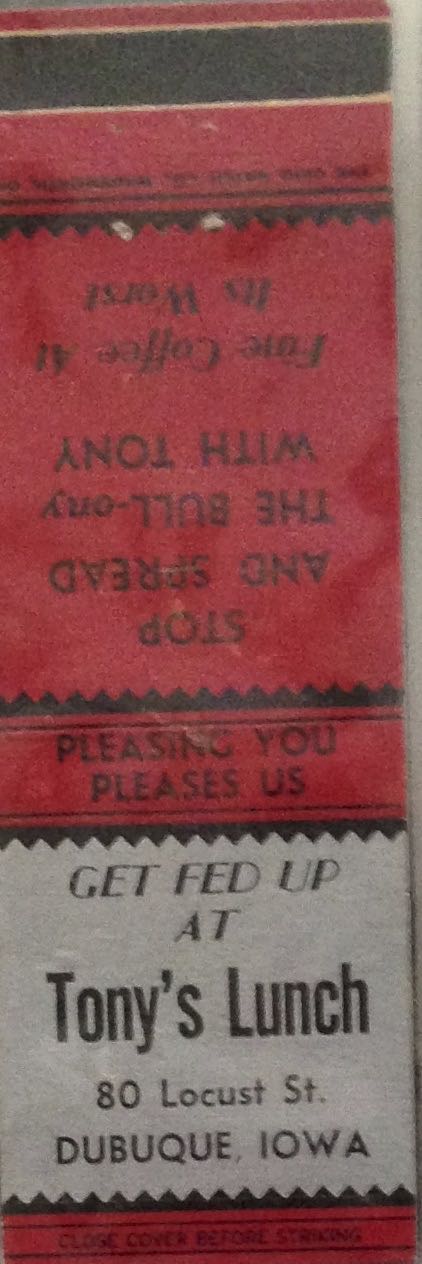 STOP
AND SPREAD
THE BULL-ony
WITH TONY
Fine Coffee At
Its Worst
PLEASING YOU
PLEASES US
GET FED UP
AT
Tony's Lunch
80 Locust St.
DUBUQUE, IOWA
CLOSE COVER BEFORE STRIKING